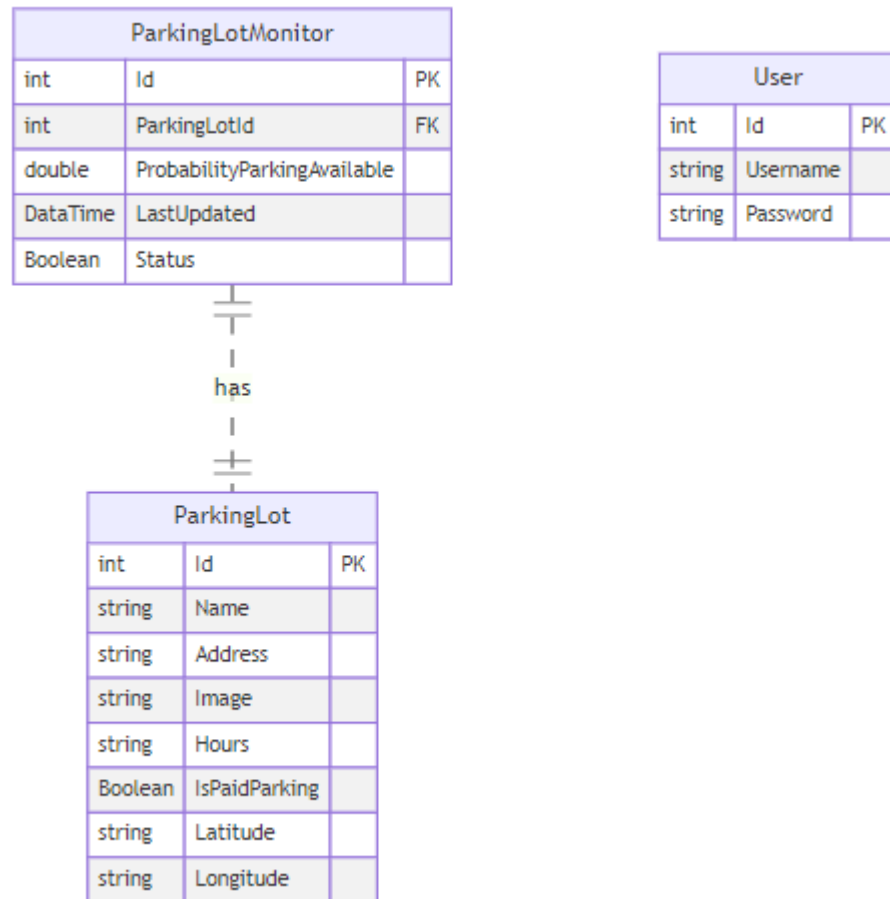 ParkingLotMonitor
int Id PK
int ParkingLotId FK
double ProbabilityParkingAvailable
DataTime LastUpdated
Boolean Status
User
int Id PK
string Username
string Password
has
ParkingLot
int Id PK
string Name
string Address
string Image
string Hours
Boolean IsPaidParking
string Latitude
string Longitude